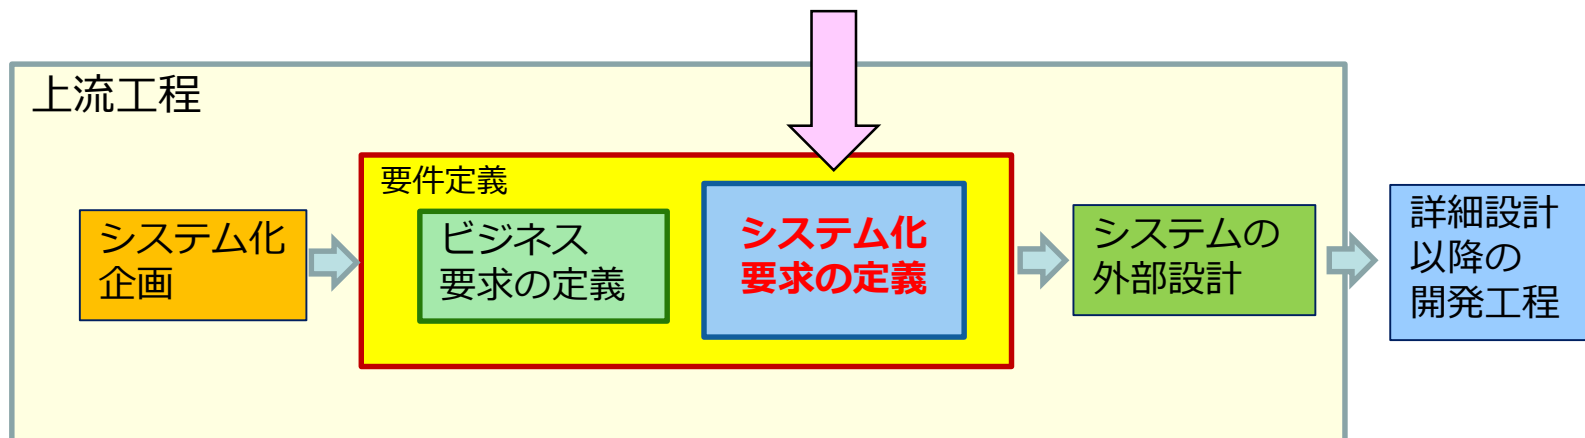 上流工程
要件定義
システム化
企画
ビジネス
要求の定義
システム化
要求の定義
システムの
外部設計
詳細設計
以降の
開発工程